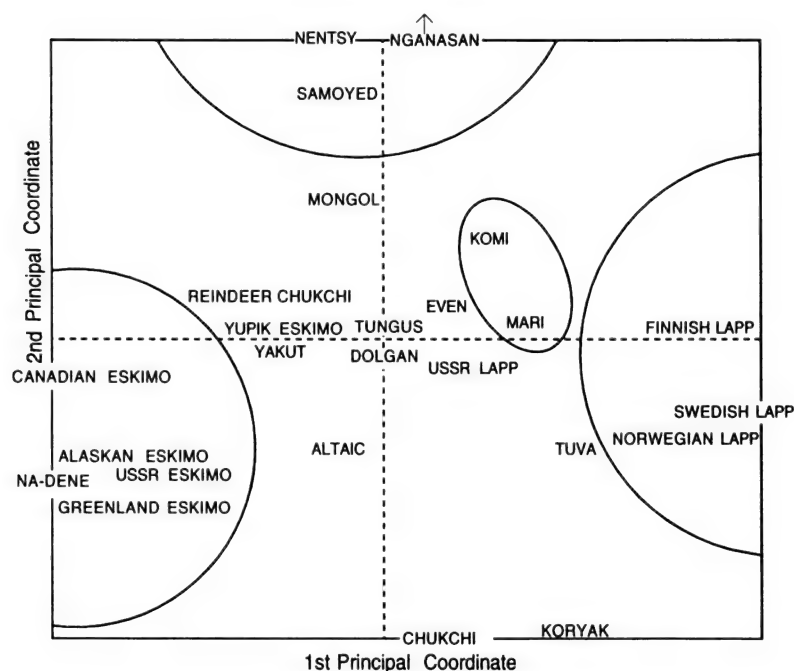 NENTSY
NGANASAN
SAMOYED
MONGOL
KOMI
REINDEER CHUKCHI
EVEN
MARI
YUPIK ESKIMO
TUNGUS
FINNISH LAPP
YAKUT
DOLGAN
USSR LAPP
CANADIAN ESKIMO
SWEDISH LAPP
NORWEGIAN LAPP
ALASKAN ESKIMO
ALTAIC
TUVA
USSR ESKIMO
NA-DENE
GREENLAND ESKIMO
CHUKCHI
KORYAK
1st Principal Coordinate
2nd Principal Coordinate